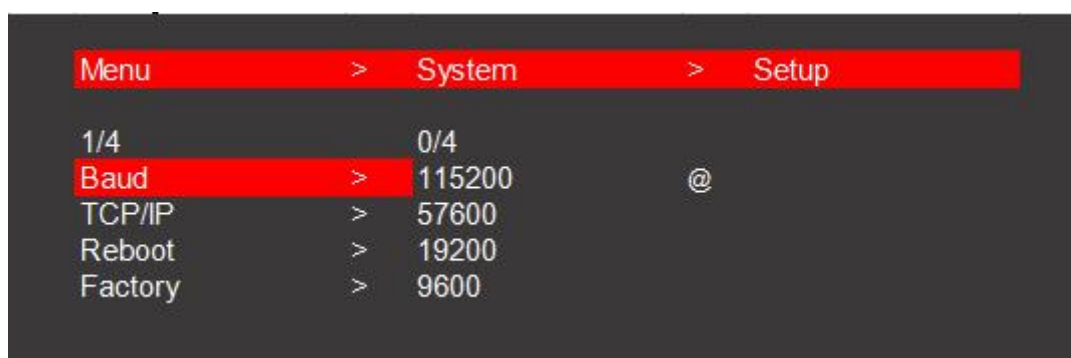 Menu > System > Setup
1/4 0/4
Baud > 115200 @
TCP/IP > 57600
Reboot > 19200
Factory > 9600